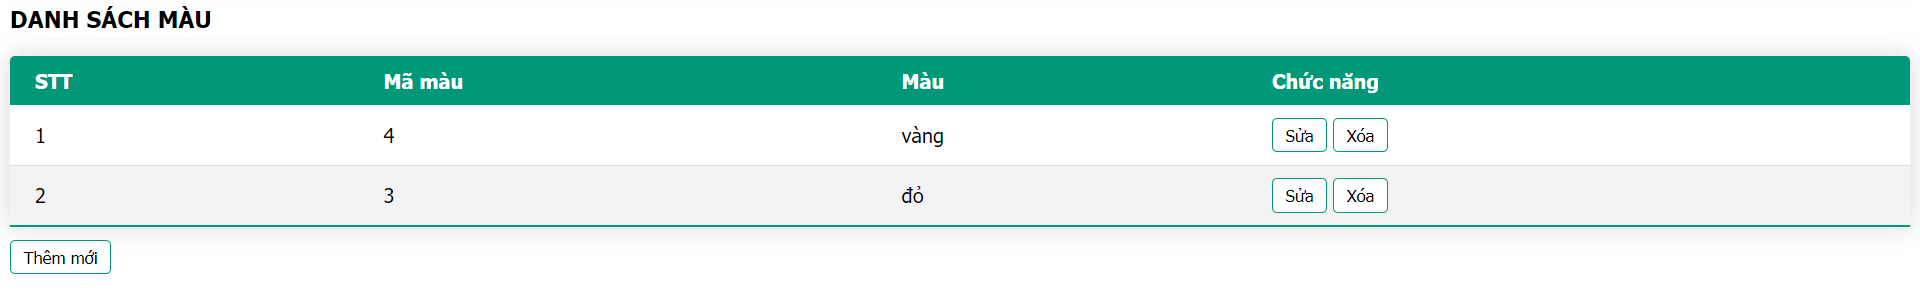 DANH SÁCH MÀU
STT Mã màu Màu Chức năng
1 4 vàng Sửa Xóa
2 3 đỏ Sửa Xóa
Thêm mới